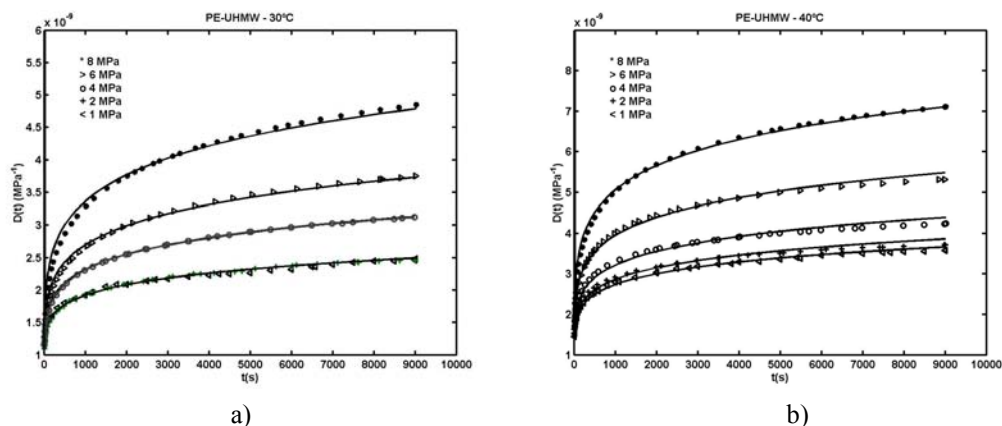 PE-UHMW - 30ºC
x 10⁻⁹
5.5
5
4.5
4
3.5
3
2.5
2
1.5
1
D(t) (MPa⁻¹)
* 8 MPa
> 6 MPa
o 4 MPa
+ 2 MPa
< 1 MPa
0 1000 2000 3000 4000 5000 6000 7000 8000 9000 10000
t(s)
a)
PE-UHMW - 40ºC
x 10⁻⁹
9
8
7
6
5
4
3
2
1
D(t) (MPa⁻¹)
* 8 MPa
> 6 MPa
o 4 MPa
+ 2 MPa
< 1 MPa
0 1000 2000 3000 4000 5000 6000 7000 8000 9000 10000
t(s)
b)